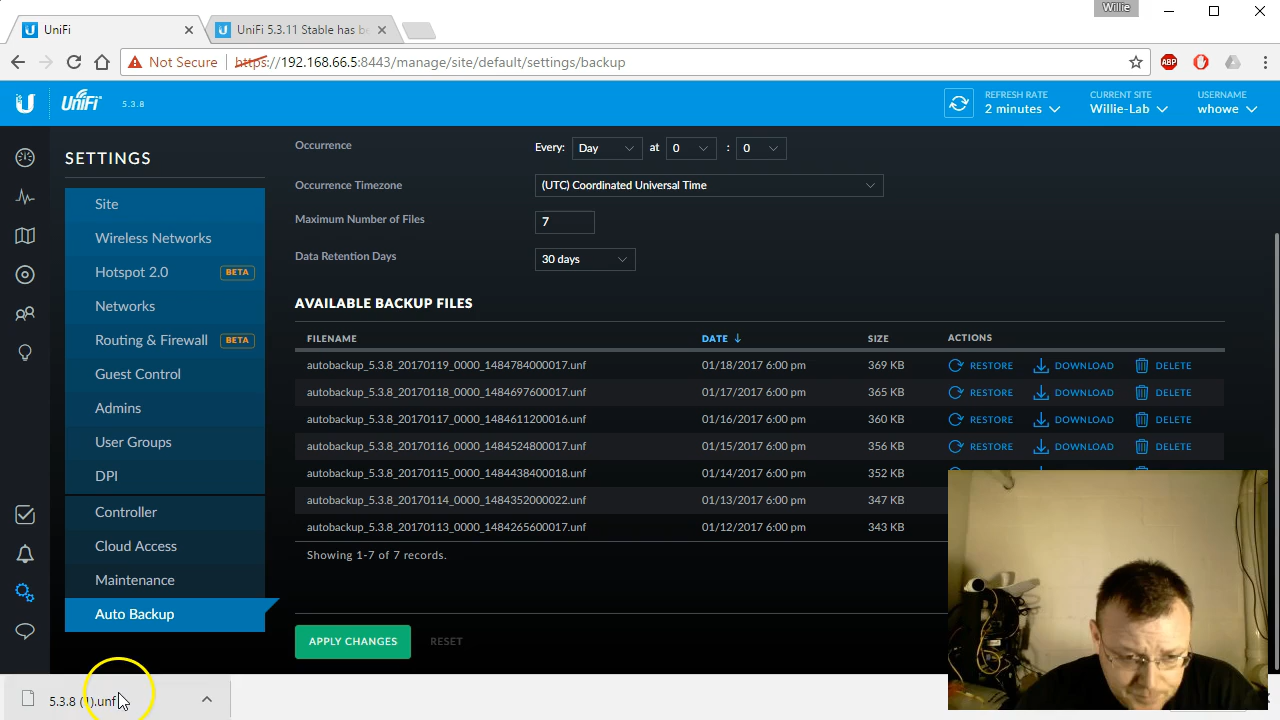 Willie
UniFi
UniFi 5.3.11 Stable has be
Not Secure
https://192.168.66.5:8443/manage/site/default/settings/backup
ABP
UniFi
5.3.8
REFRESH RATE
2 minutes
CURRENT SITE
Willie-Lab
USERNAME
whowe
SETTINGS
Site
Wireless Networks
Hotspot 2.0 BETA
Networks
Routing & Firewall BETA
Guest Control
Admins
User Groups
DPI
Controller
Cloud Access
Maintenance
Auto Backup
Occurrence Every: Day at 0 : 0
Occurrence Timezone (UTC) Coordinated Universal Time
Maximum Number of Files 7
Data Retention Days 30 days
AVAILABLE BACKUP FILES
FILENAME DATE SIZE ACTIONS
autobackup_5.3.8_20170119_0000_1484784000017.unf 01/18/2017 6:00 pm 369 KB RESTORE DOWNLOAD DELETE
autobackup_5.3.8_20170118_0000_1484697600017.unf 01/17/2017 6:00 pm 365 KB RESTORE DOWNLOAD DELETE
autobackup_5.3.8_20170117_0000_1484611200016.unf 01/16/2017 6:00 pm 360 KB RESTORE DOWNLOAD DELETE
autobackup_5.3.8_20170116_0000_1484524800017.unf 01/15/2017 6:00 pm 356 KB RESTORE DOWNLOAD DELETE
autobackup_5.3.8_20170115_0000_1484438400018.unf 01/14/2017 6:00 pm 352 KB
autobackup_5.3.8_20170114_0000_1484352000022.unf 01/13/2017 6:00 pm 347 KB
autobackup_5.3.8_20170113_0000_1484265600017.unf 01/12/2017 6:00 pm 343 KB
Showing 1-7 of 7 records.
APPLY CHANGES RESET
5.3.8 (1).unf